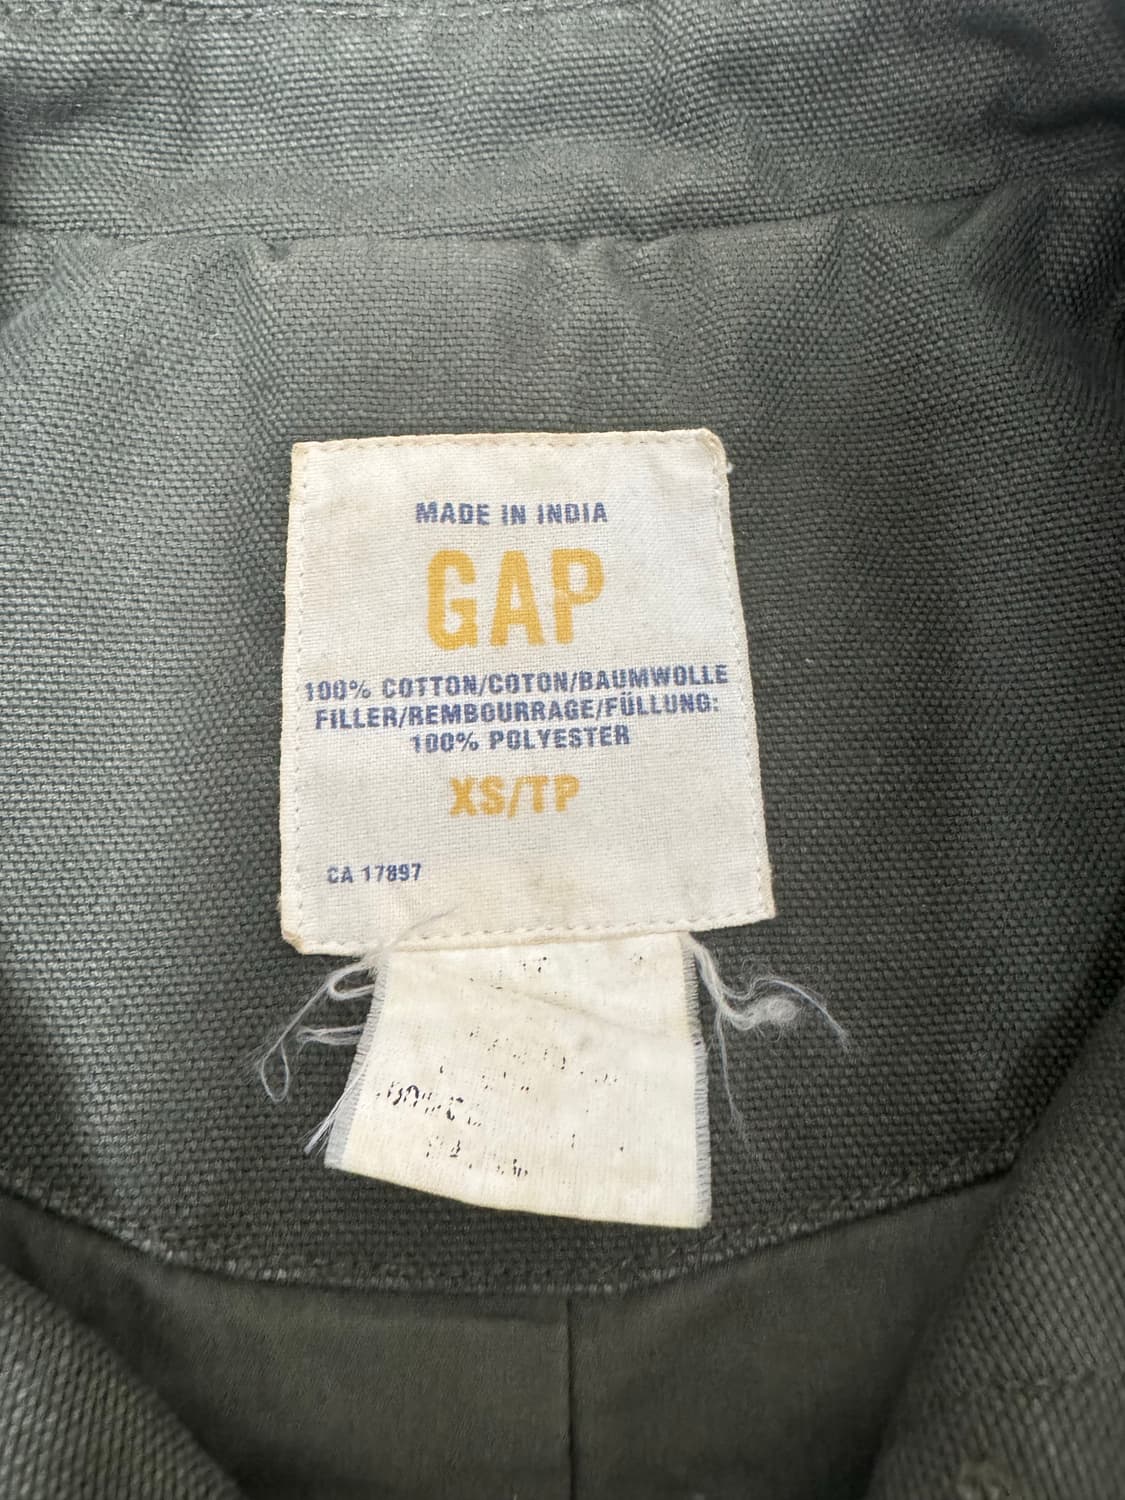 MADE IN INDIA
GAP
100% COTTON/COTON/BAUMWOLLE
FILLER/REMBOURRAGE/FÜLLUNG:
100% POLYESTER
XS/TP
CA 17897